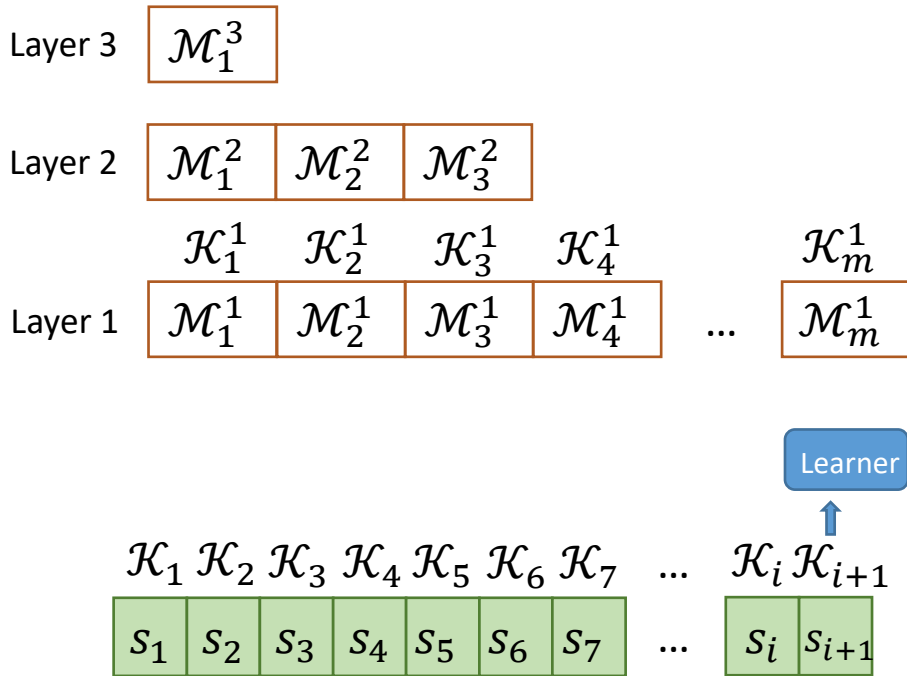 Layer 3 ℳ₁³
Layer 2 ℳ₁² ℳ₂² ℳ₃²
𝒦₁¹ 𝒦₂¹ 𝒦₃¹ 𝒦₄¹ 𝒦ₘ¹
Layer 1 ℳ₁¹ ℳ₂¹ ℳ₃¹ ℳ₄¹ ... ℳₘ¹
Learner
𝒦₁ 𝒦₂ 𝒦₃ 𝒦₄ 𝒦₅ 𝒦₆ 𝒦₇ ... 𝒦ᵢ 𝒦ᵢ₊₁
s₁ s₂ s₃ s₄ s₅ s₆ s₇ ... sᵢ sᵢ₊₁